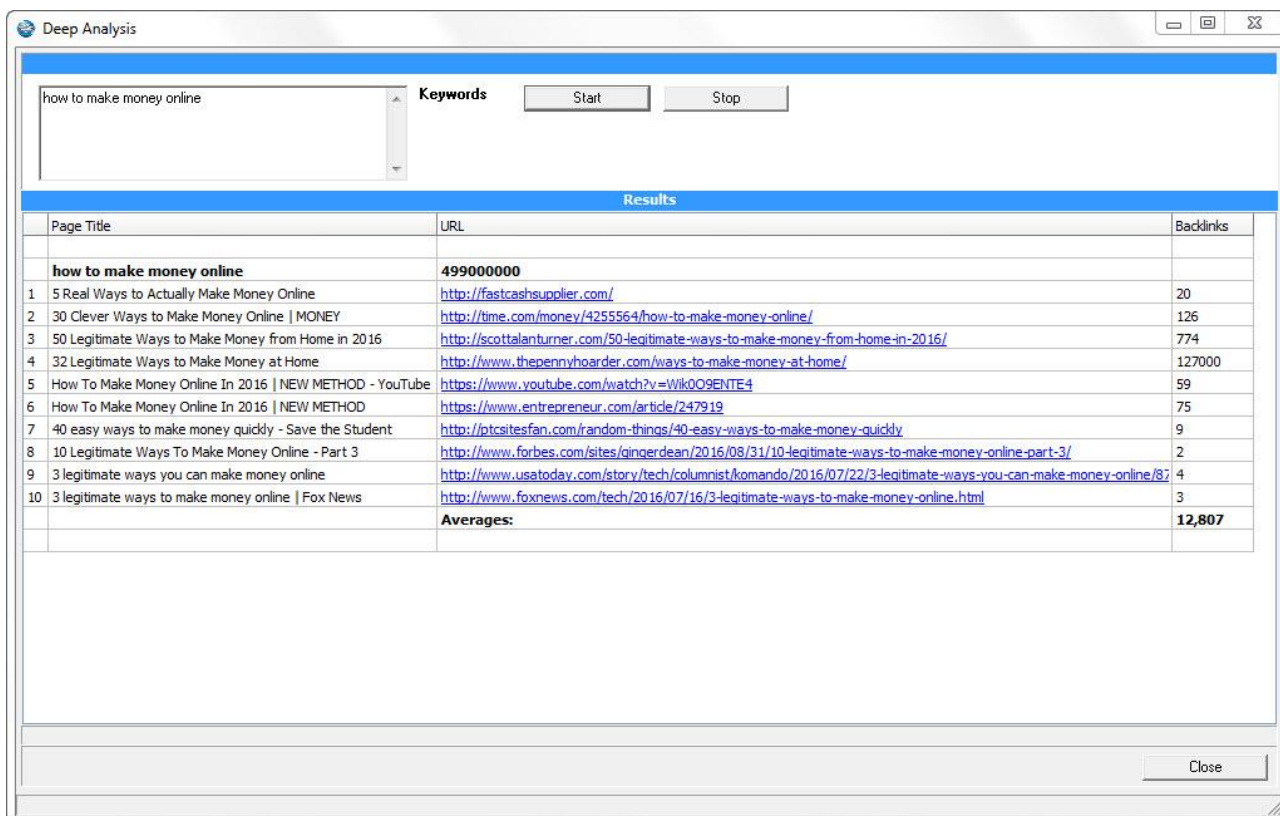 Deep Analysis
how to make money online
Keywords
Start
Stop
Results
Page Title URL Backlinks
how to make money online 499000000
1 5 Real Ways to Actually Make Money Online http://fastcashsupplier.com/ 20
2 30 Clever Ways to Make Money Online | MONEY http://time.com/money/4255564/how-to-make-money-online/ 126
3 50 Legitimate Ways to Make Money from Home in 2016 http://scottalanturner.com/50-legitimate-ways-to-make-money-from-home-in-2016/ 774
4 32 Legitimate Ways to Make Money at Home http://www.thepennyhoarder.com/ways-to-make-money-at-home/ 127000
5 How To Make Money Online In 2016 | NEW METHOD - YouTube https://www.youtube.com/watch?v=Wik0O9ENTE4 59
6 How To Make Money Online In 2016 | NEW METHOD https://www.entrepreneur.com/article/247919 75
7 40 easy ways to make money quickly - Save the Student http://ptcsitesfan.com/random-things/40-easy-ways-to-make-money-quickly 9
8 10 Legitimate Ways To Make Money Online - Part 3 http://www.forbes.com/sites/gingerdean/2016/08/31/10-legitimate-ways-to-make-money-online-part-3/ 2
9 3 legitimate ways you can make money online http://www.usatoday.com/story/tech/columnist/komando/2016/07/22/3-legitimate-ways-you-can-make-money-online/87 4
10 3 legitimate ways to make money online | Fox News http://www.foxnews.com/tech/2016/07/16/3-legitimate-ways-to-make-money-online.html 3
Averages: 12,807
Close